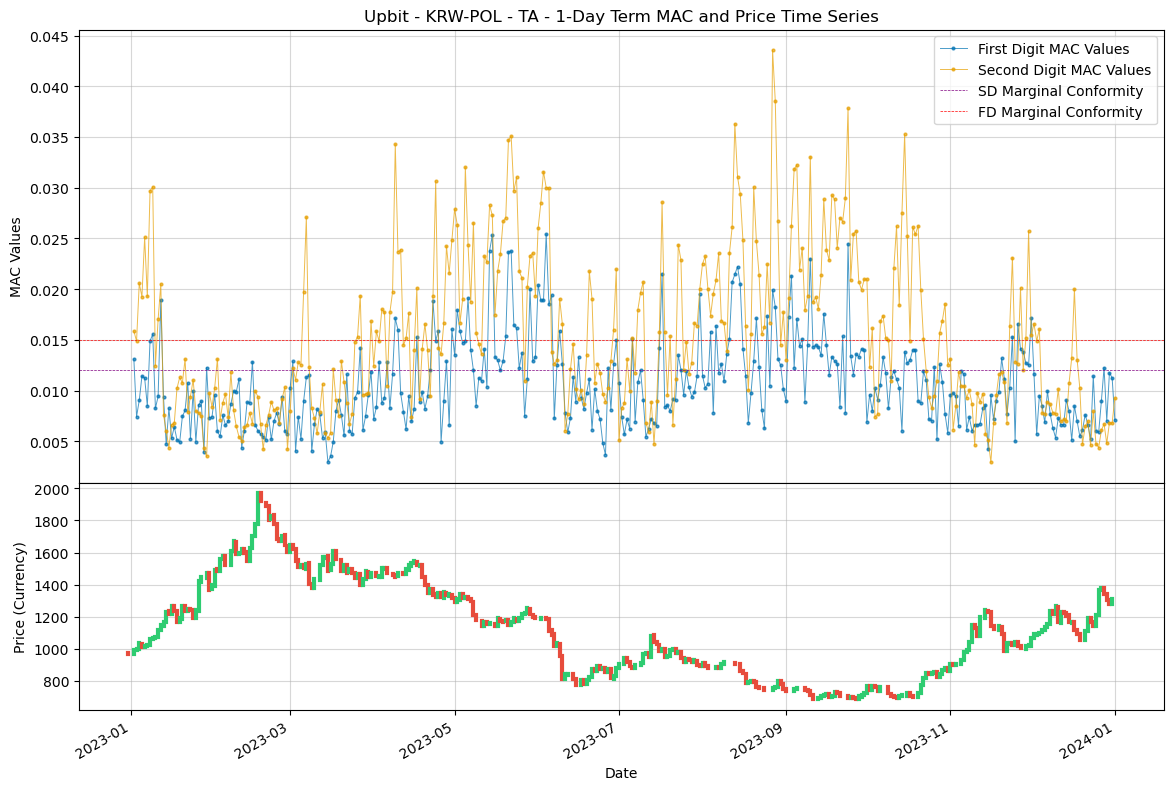 Upbit - KRW-POL - TA - 1-Day Term MAC and Price Time Series
MAC Values
0.045
0.040
0.035
0.030
0.025
0.020
0.015
0.010
0.005
First Digit MAC Values
Second Digit MAC Values
SD Marginal Conformity
FD Marginal Conformity
Price (Currency)
2000
1800
1600
1400
1200
1000
800
2023-01
2023-03
2023-05
2023-07
2023-09
2023-11
2024-01
Date